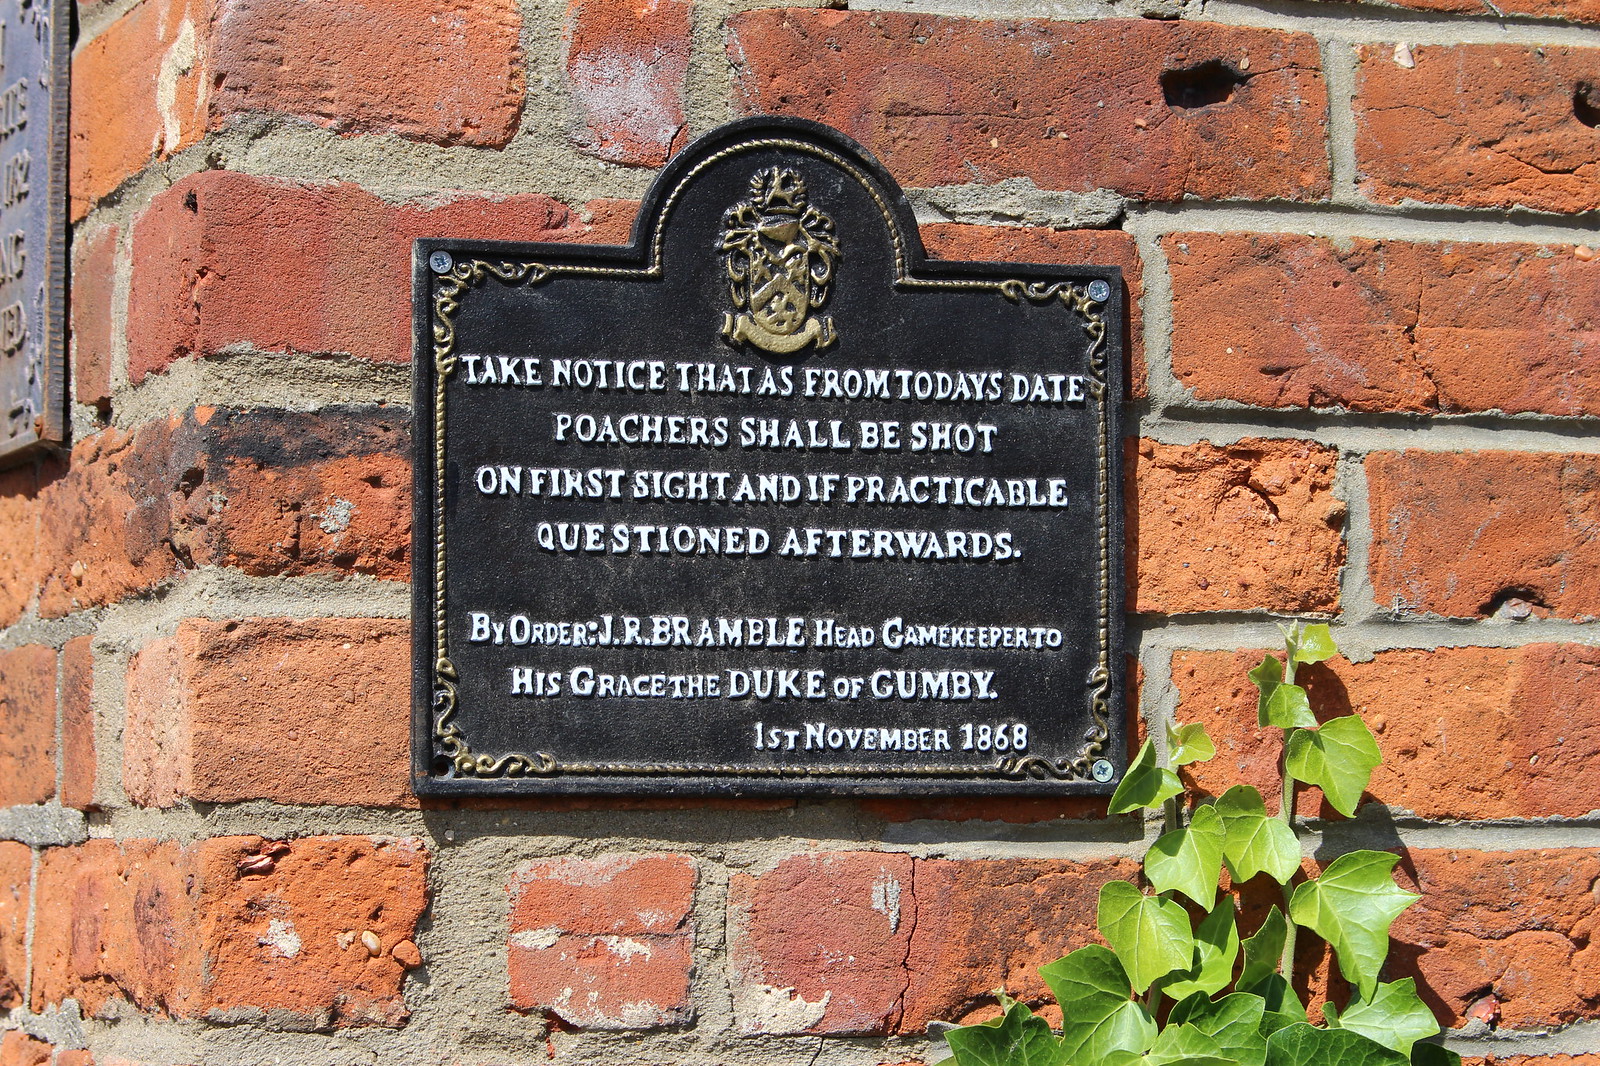 TAKE NOTICE THAT AS FROM TODAYS DATE
POACHERS SHALL BE SHOT
ON FIRST SIGHT AND IF PRACTICABLE
QUESTIONED AFTERWARDS.
BY ORDER: J.R. BRAMBLE HEAD GAMEKEEPER TO
HIS GRACE THE DUKE OF GUMBY.
1ST NOVEMBER 1868